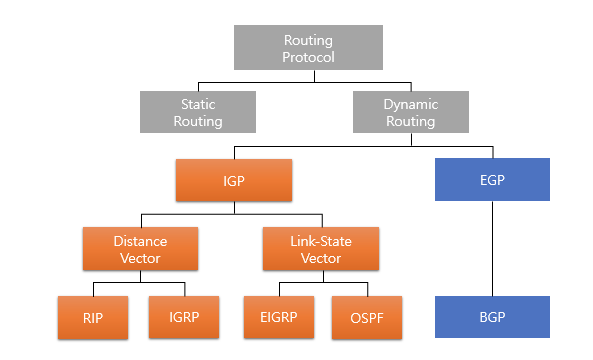 Routing
Protocol
Static
Routing
Dynamic
Routing
IGP
EGP
Distance
Vector
Link-State
Vector
RIP
IGRP
EIGRP
OSPF
BGP